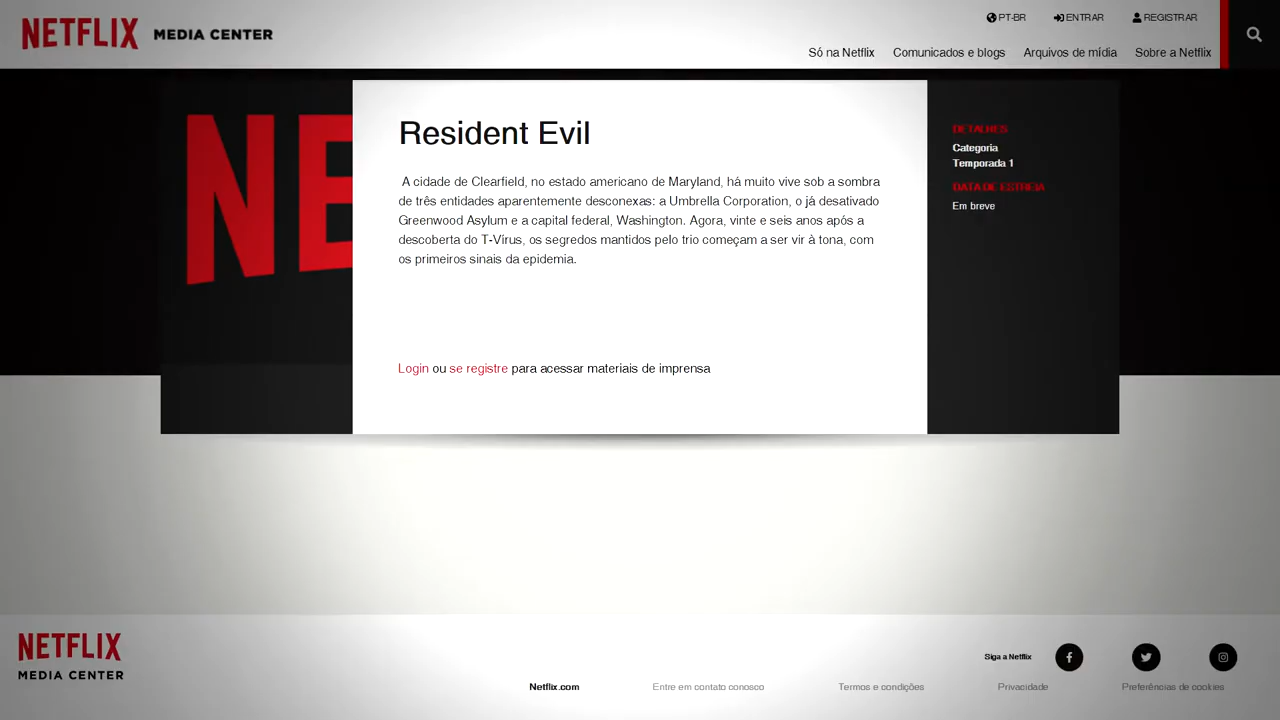 NETFLIX MEDIA CENTER
PT-BR ENTRAR REGISTRAR
Só na Netflix Comunicados e blogs Arquivos de mídia Sobre a Netflix
NE
Resident Evil
A cidade de Clearfield, no estado americano de Maryland, há muito vive sob a sombra
de três entidades aparentemente desconexas: a Umbrella Corporation, o já desativado
Greenwood Asylum e a capital federal, Washington. Agora, vinte e seis anos após a
descoberta do T-Vírus, os segredos mantidos pelo trio começam a ser vir à tona, com
os primeiros sinais da epidemia.
Login ou se registre para acessar materiais de imprensa
DETALHES
Categoria
Temporada 1
DATA DE ESTREIA
Em breve
NETFLIX
MEDIA CENTER
Siga a Netflix
Netflix.com Entre em contato conosco Termos e condições Privacidade Preferências de cookies